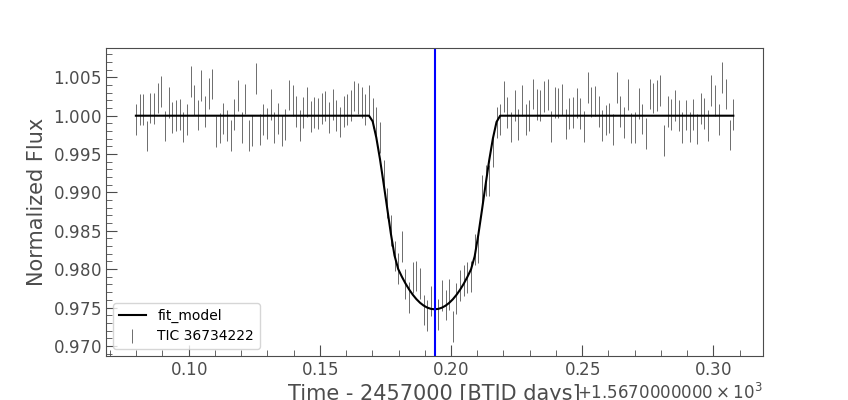 Normalized Flux
1.005
1.000
0.995
0.990
0.985
0.980
0.975
0.970
fit_model
TIC 36734222
0.10
0.15
0.20
0.25
0.30
Time - 2457000 [BTJD days]
+1.5670000000 × 10³